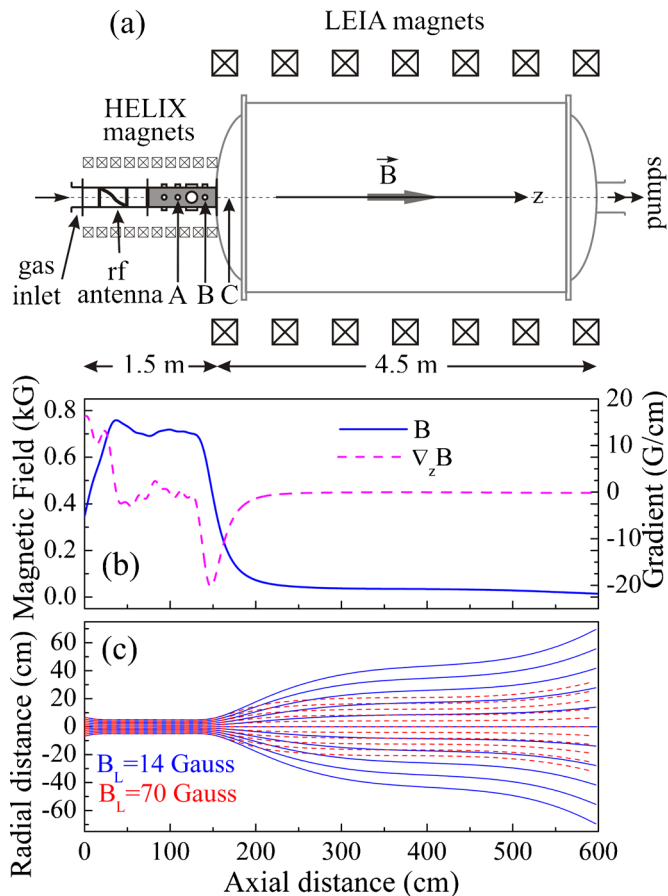 (a)
LEIA magnets
HELIX
magnets
B
z
pumps
gas
inlet
rf
antenna
A
B
C
1.5 m
4.5 m
Magnetic Field (kG)
0.8
0.6
0.4
0.2
0.0
B
∇zB
(b)
20
10
0
-10
-20
Gradient (G/cm)
Radial distance (cm)
60
40
20
0
-20
-40
-60
(c)
BL=14 Gauss
BL=70 Gauss
0 100 200 300 400 500 600
Axial distance (cm)